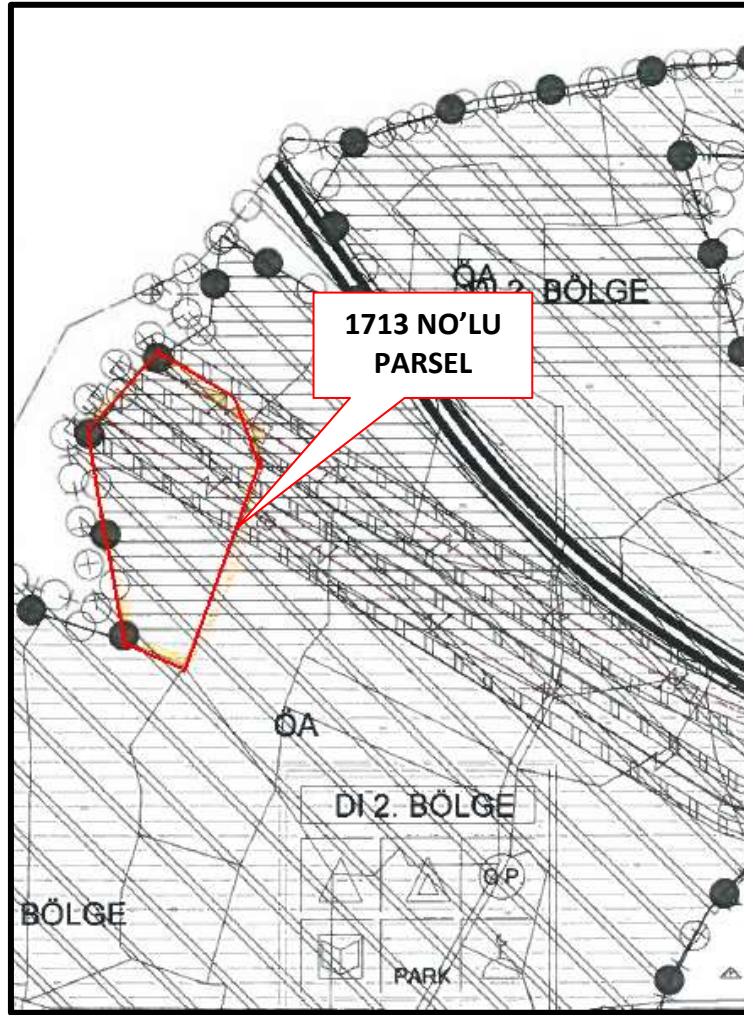 ÖA
2. BÖLGE
1713 NO’LU
PARSEL
ÖA
DI 2. BÖLGE
O P
BÖLGE
PARK